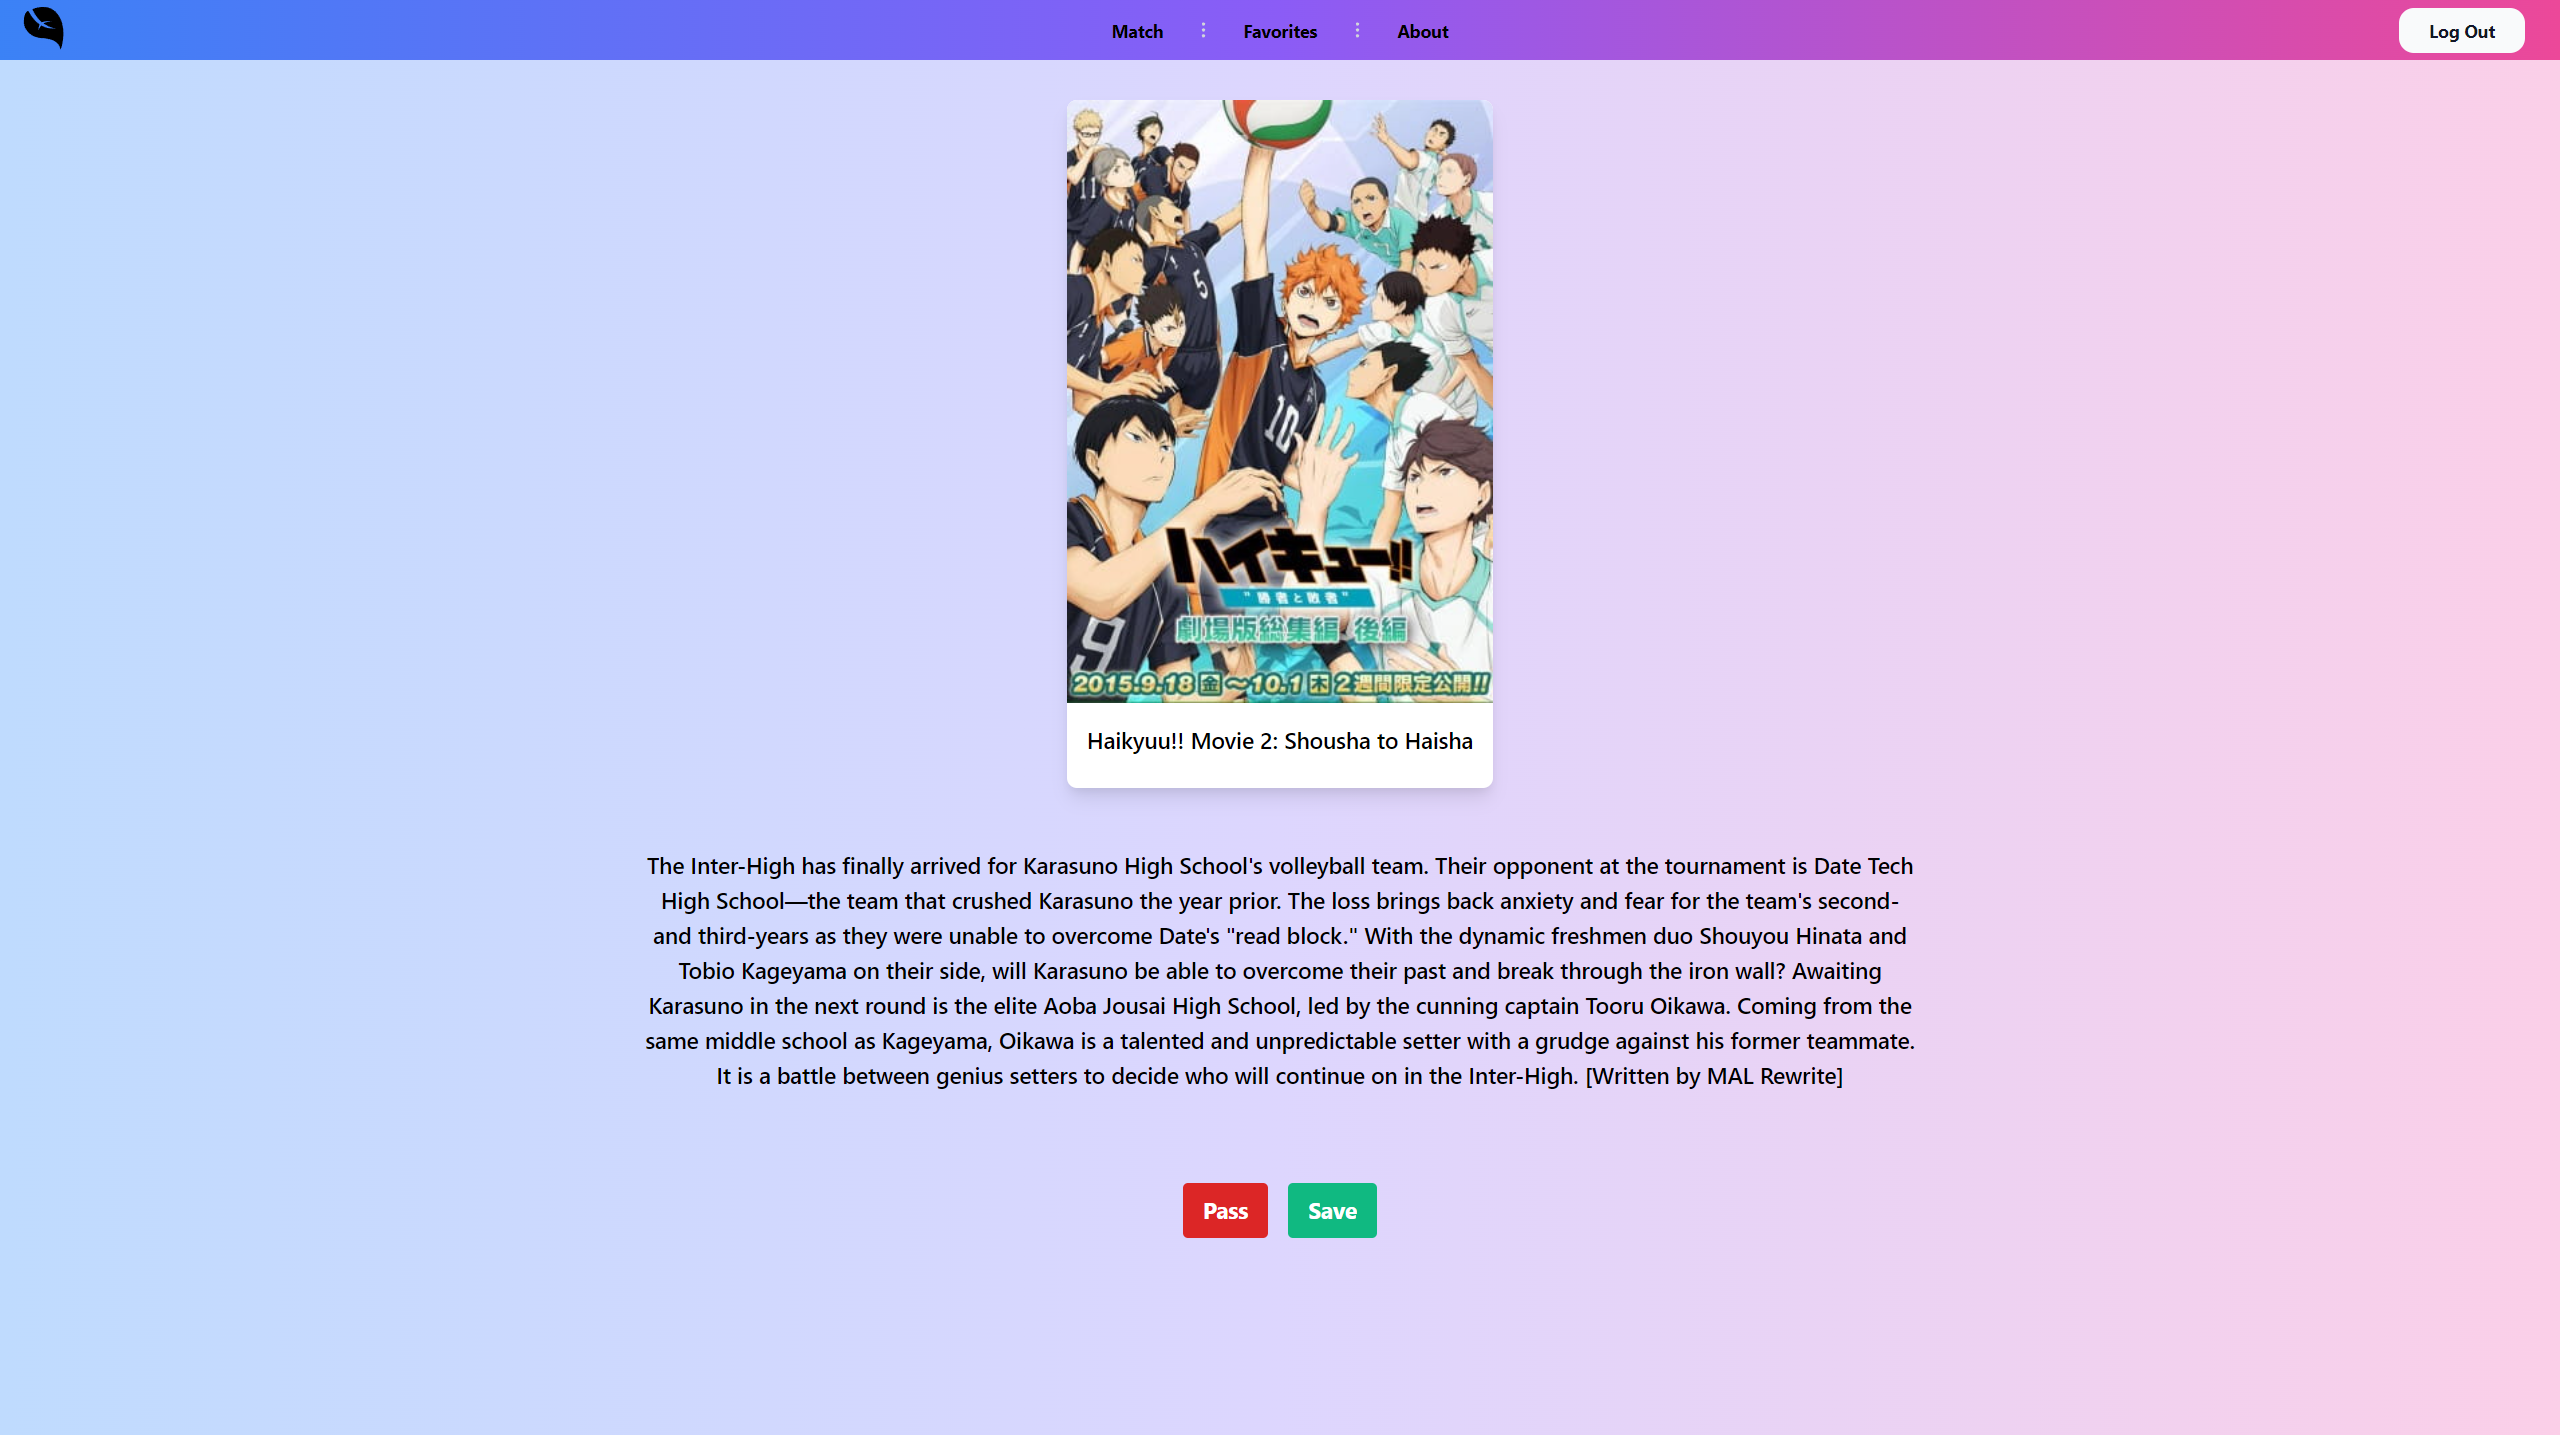 Match
Favorites
About
Log Out
11
5
10
ハイキュー!!
"勝者と敗者"
劇場版総集編 後編
9
2015.9.18金～10.1木2週間限定公開!!
Haikyuu!! Movie 2: Shousha to Haisha
The Inter-High has finally arrived for Karasuno High School's volleyball team. Their opponent at the tournament is Date Tech
High School—the team that crushed Karasuno the year prior. The loss brings back anxiety and fear for the team's second-
and third-years as they were unable to overcome Date's "read block." With the dynamic freshmen duo Shouyou Hinata and
Tobio Kageyama on their side, will Karasuno be able to overcome their past and break through the iron wall? Awaiting
Karasuno in the next round is the elite Aoba Jousai High School, led by the cunning captain Tooru Oikawa. Coming from the
same middle school as Kageyama, Oikawa is a talented and unpredictable setter with a grudge against his former teammate.
It is a battle between genius setters to decide who will continue on in the Inter-High. [Written by MAL Rewrite]
Pass
Save